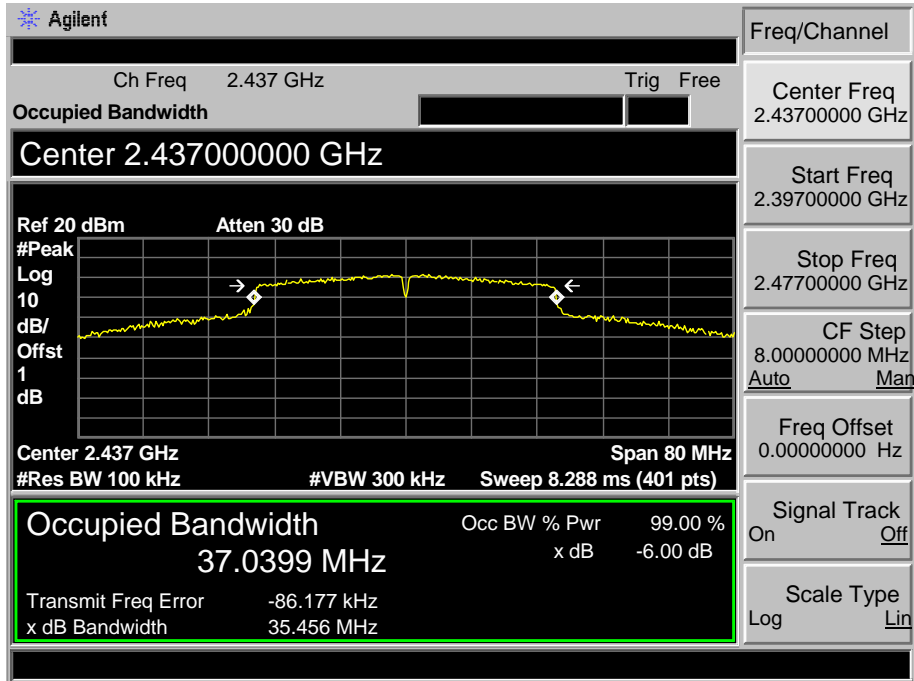 Agilent
Freq/Channel
Ch Freq 2.437 GHz Trig Free
Occupied Bandwidth
Center 2.437000000 GHz
Ref 20 dBm Atten 30 dB
#Peak
Log
10
dB/
Offst
1
dB
Center 2.437 GHz Span 80 MHz
#Res BW 100 kHz #VBW 300 kHz Sweep 8.288 ms (401 pts)
Occupied Bandwidth
37.0399 MHz
Occ BW % Pwr 99.00 %
x dB -6.00 dB
Transmit Freq Error -86.177 kHz
x dB Bandwidth 35.456 MHz
Center Freq
2.43700000 GHz
Start Freq
2.39700000 GHz
Stop Freq
2.47700000 GHz
CF Step
8.00000000 MHz
Auto Man
Freq Offset
0.00000000 Hz
Signal Track
On Off
Scale Type
Log Lin